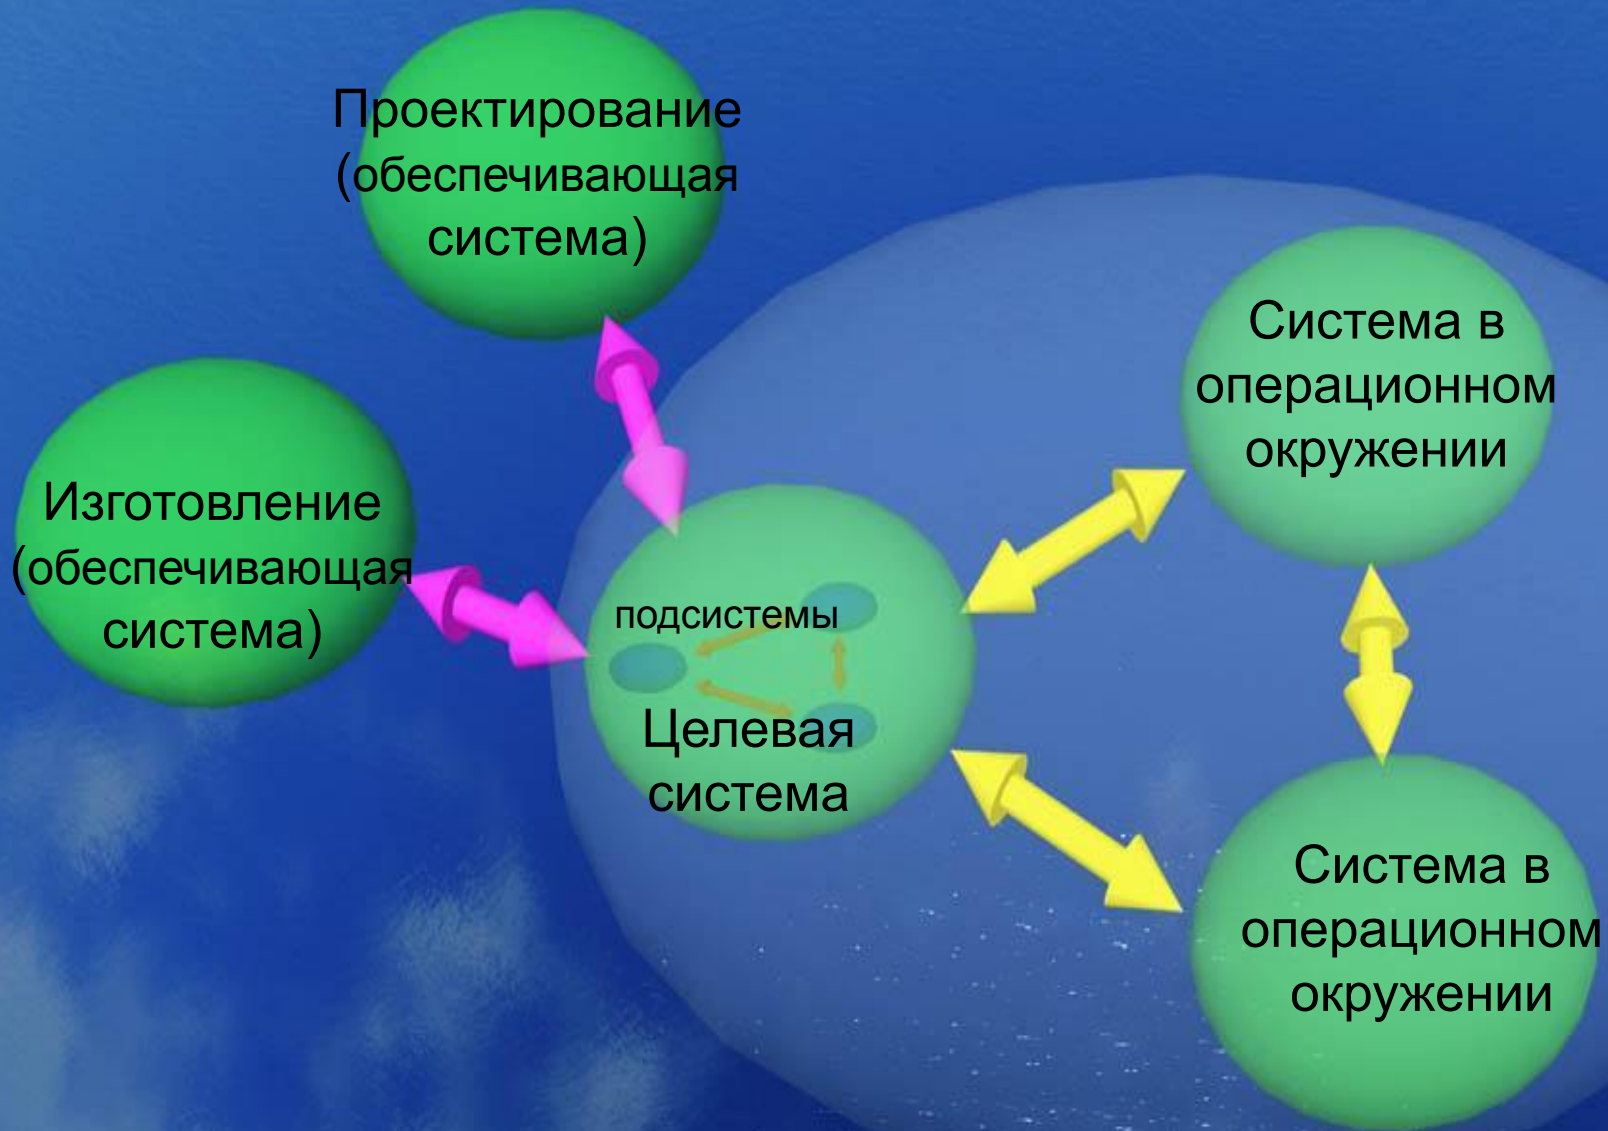 Проектирование
(обеспечивающая
система)
Система в
операционном
окружении
Изготовление
(обеспечивающая
система)
подсистемы
Целевая
система
Система в
операционном
окружении